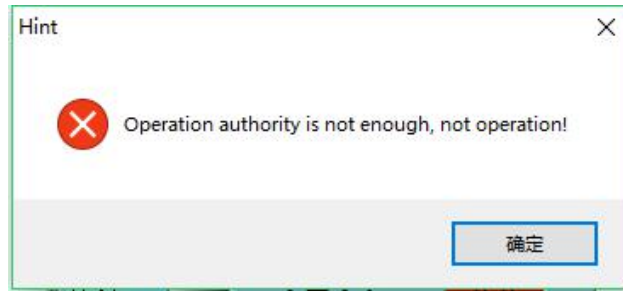 Hint
Operation authority is not enough, not operation!
确定